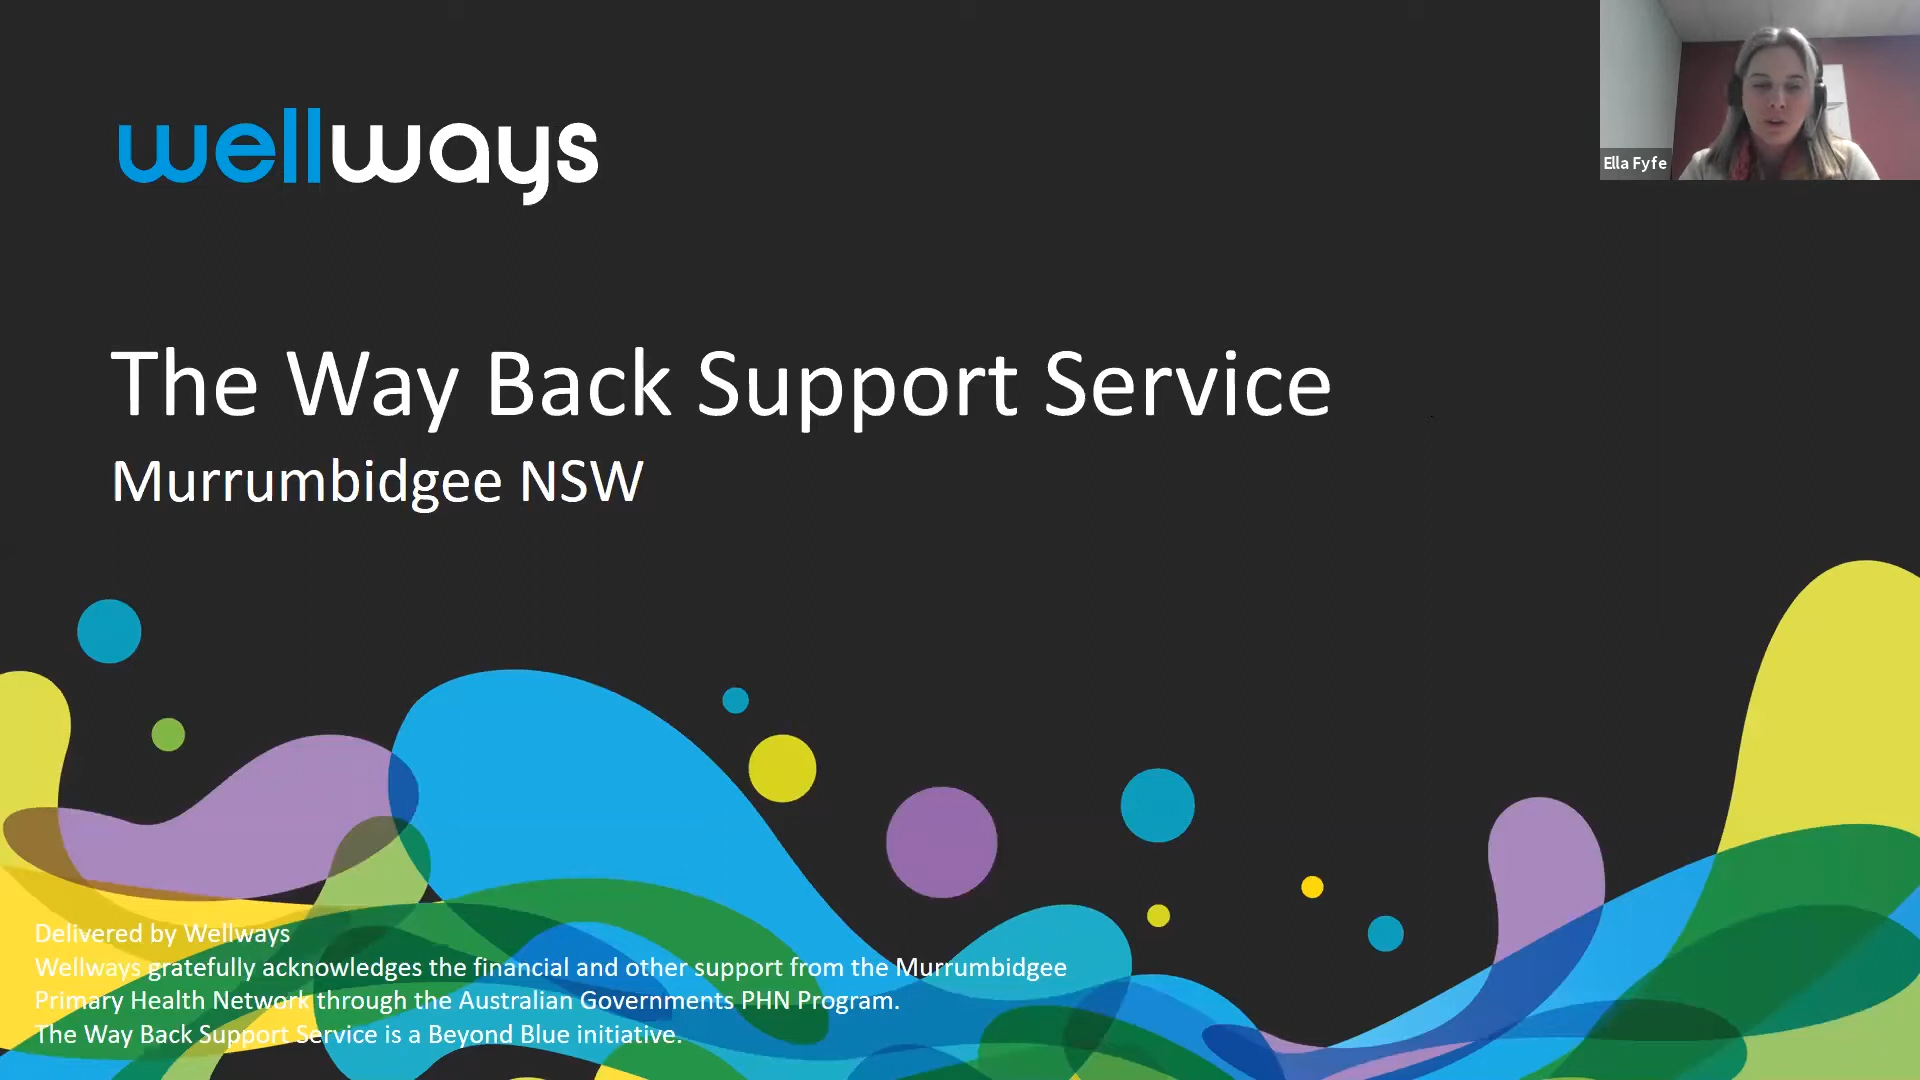 wellways
Ella Fyfe
The Way Back Support Service
Murrumbidgee NSW
Delivered by Wellways
Wellways gratefully acknowledges the financial and other support from the Murrumbidgee
Primary Health Network through the Australian Governments PHN Program.
The Way Back Support Service is a Beyond Blue initiative.